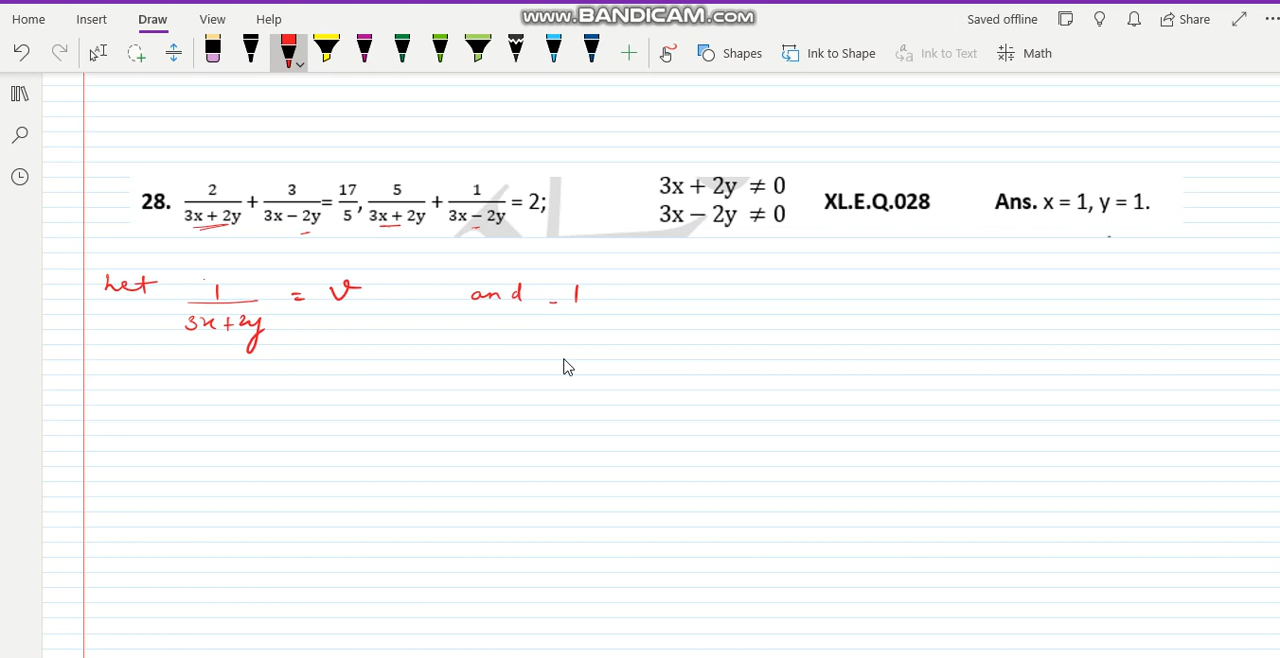 www.BANDICAM.com
Home Insert Draw View Help Saved offline Share
Shapes Ink to Shape Ink to Text Math
28. 2/(3x + 2y) + 3/(3x − 2y) = 17/5, 5/(3x + 2y) + 1/(3x − 2y) = 2; 3x + 2y ≠ 0 XL.E.Q.028 Ans. x = 1, y = 1.
3x − 2y ≠ 0
Let 1/(3x+2y) = v and 1